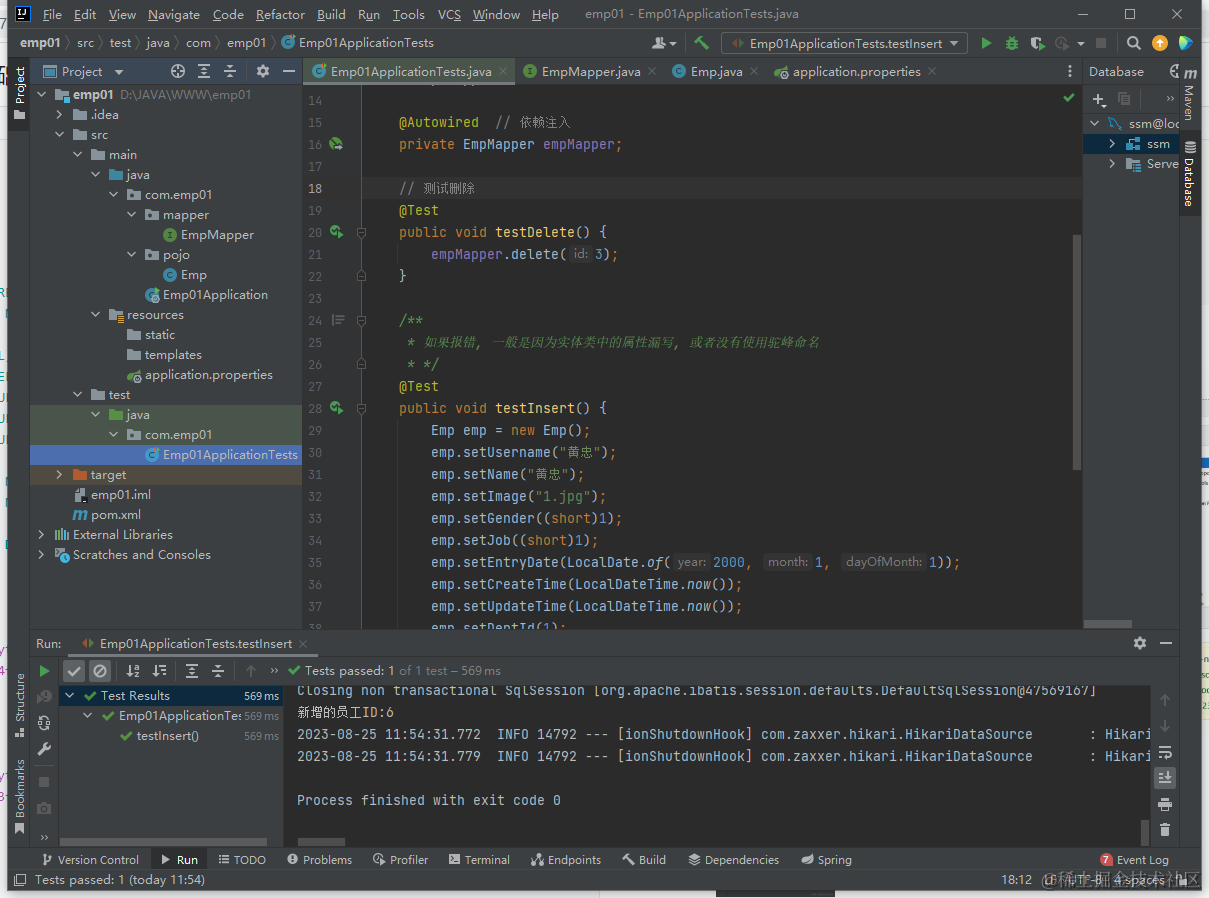 File Edit View Navigate Code Refactor Build Run Tools VCS Window Help emp01 - Emp01ApplicationTests.java
emp01 src test java com emp01 Emp01ApplicationTests Emp01ApplicationTests.testInsert
Project
Emp01ApplicationTests.java EmpMapper.java Emp.java application.properties Database
Project
Maven
Database
emp01 D:\JAVA\WWW\emp01
.idea
src
main
java
com.emp01
mapper
EmpMapper
pojo
Emp
Emp01Application
resources
static
templates
application.properties
test
java
com.emp01
Emp01ApplicationTests
target
emp01.iml
pom.xml
External Libraries
Scratches and Consoles
14
15 @Autowired // 依赖注入
16 private EmpMapper empMapper;
17
18 // 测试删除
19 @Test
20 public void testDelete() {
21 empMapper.delete( id: 3);
22 }
23
24 /**
25 * 如果报错, 一般是因为实体类中的属性漏写, 或者没有使用驼峰命名
26 * */
27 @Test
28 public void testInsert() {
29 Emp emp = new Emp();
30 emp.setUsername("黄忠");
31 emp.setName("黄忠");
32 emp.setImage("1.jpg");
33 emp.setGender((short)1);
34 emp.setJob((short)1);
35 emp.setEntryDate(LocalDate.of( year: 2000, month: 1, dayOfMonth: 1));
36 emp.setCreateTime(LocalDateTime.now());
37 emp.setUpdateTime(LocalDateTime.now());
38 emp.setDeptId(1);
ssm@loc
ssm
Serve
Run: Emp01ApplicationTests.testInsert
Tests passed: 1 of 1 test – 569 ms
Test Results 569 ms
Emp01ApplicationTes 569 ms
testInsert() 569 ms
Closing non transactional SqlSession [org.apache.ibatis.session.defaults.DefaultSqlSession@47569167]
新增的员工ID:6
2023-08-25 11:54:31.772 INFO 14792 --- [ionShutdownHook] com.zaxxer.hikari.HikariDataSource : Hikari
2023-08-25 11:54:31.779 INFO 14792 --- [ionShutdownHook] com.zaxxer.hikari.HikariDataSource : Hikari
Process finished with exit code 0
Structure
Bookmarks
Version Control Run TODO Problems Profiler Terminal Endpoints Build Dependencies Spring 7 Event Log
Tests passed: 1 (today 11:54) 18:12 LF UTF-8 4 spaces
@稀土掘金技术社区